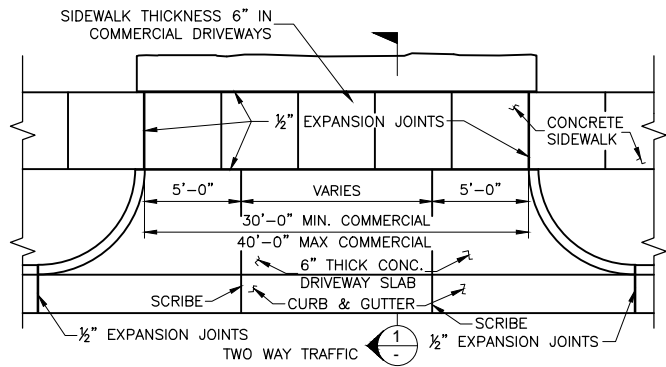 SIDEWALK THICKNESS 6” IN
COMMERCIAL DRIVEWAYS
½” EXPANSION JOINTS
CONCRETE
SIDEWALK
5’-0” VARIES 5’-0”
30’-0” MIN. COMMERCIAL
40’-0” MAX COMMERCIAL
6” THICK CONC.
DRIVEWAY SLAB
SCRIBE CURB & GUTTER
SCRIBE
½” EXPANSION JOINTS
½” EXPANSION JOINTS
TWO WAY TRAFFIC
1
-